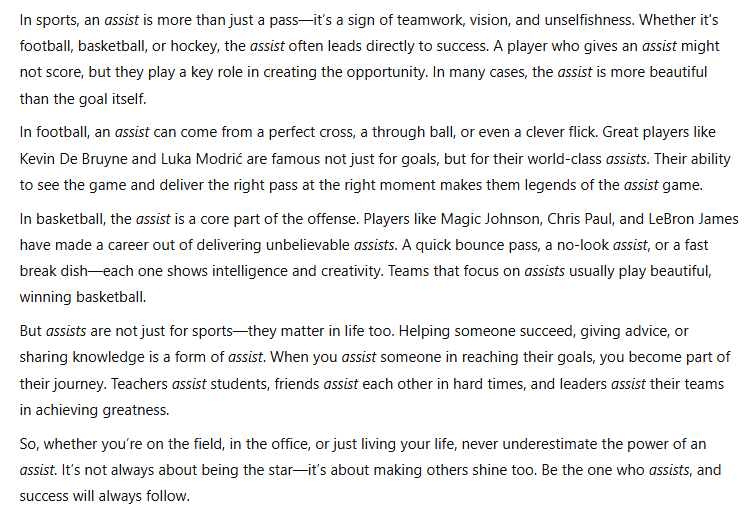 In sports, an assist is more than just a pass—it's a sign of teamwork, vision, and unselfishness. Whether it's
football, basketball, or hockey, the assist often leads directly to success. A player who gives an assist might
not score, but they play a key role in creating the opportunity. In many cases, the assist is more beautiful
than the goal itself.
In football, an assist can come from a perfect cross, a through ball, or even a clever flick. Great players like
Kevin De Bruyne and Luka Modrić are famous not just for goals, but for their world-class assists. Their ability
to see the game and deliver the right pass at the right moment makes them legends of the assist game.
In basketball, the assist is a core part of the offense. Players like Magic Johnson, Chris Paul, and LeBron James
have made a career out of delivering unbelievable assists. A quick bounce pass, a no-look assist, or a fast
break dish—each one shows intelligence and creativity. Teams that focus on assists usually play beautiful,
winning basketball.
But assists are not just for sports—they matter in life too. Helping someone succeed, giving advice, or
sharing knowledge is a form of assist. When you assist someone in reaching their goals, you become part of
their journey. Teachers assist students, friends assist each other in hard times, and leaders assist their teams
in achieving greatness.
So, whether you're on the field, in the office, or just living your life, never underestimate the power of an
assist. It's not always about being the star—it's about making others shine too. Be the one who assists, and
success will always follow.